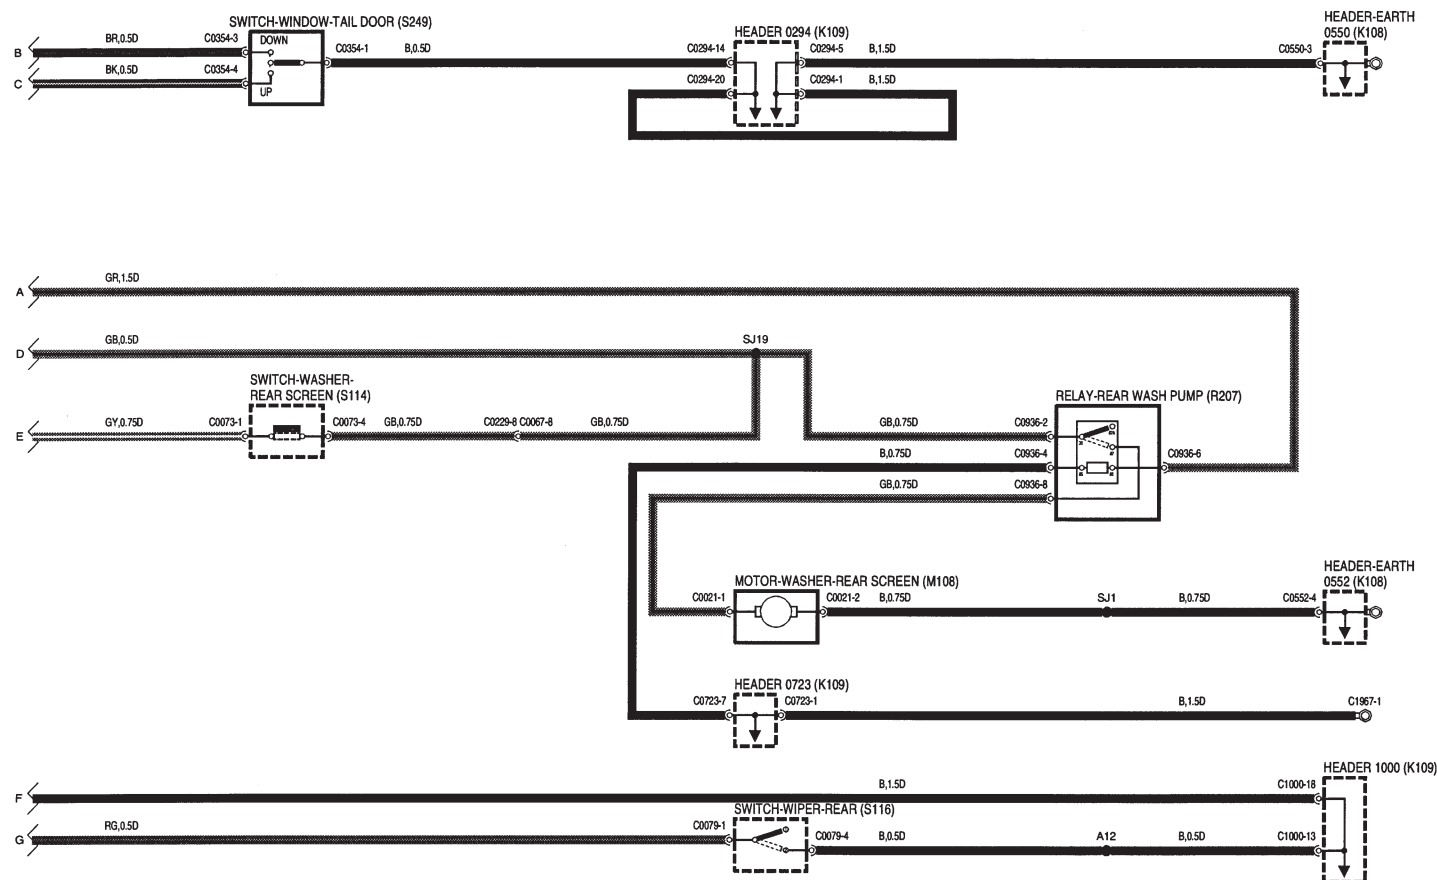 SWITCH-WINDOW-TAIL DOOR (S249)
HEADER 0294 (K109)
HEADER-EARTH
0550 (K108)
B
BR,0.5D
C0354-3
DOWN
C0354-1
B,0.5D
C0294-14
C0294-5
B,1.5D
C0550-3
C
BK,0.5D
C0354-4
UP
C0294-20
C0294-1
B,1.5D
A
GR,1.5D
D
GB,0.5D
SJ19
SWITCH-WASHER-
REAR SCREEN (S114)
RELAY-REAR WASH PUMP (R207)
E
GY,0.75D
C0073-1
C0073-4
GB,0.75D
C0229-8 C0067-8
GB,0.75D
GB,0.75D
C0936-2
B,0.75D
C0936-4
C0936-6
GB,0.75D
C0936-8
MOTOR-WASHER-REAR SCREEN (M108)
HEADER-EARTH
0552 (K108)
C0021-1
C0021-2
B,0.75D
SJ1
B,0.75D
C0552-4
HEADER 0723 (K109)
C0723-7
C0723-1
B,1.5D
C1967-1
HEADER 1000 (K109)
F
B,1.5D
C1000-18
SWITCH-WIPER-REAR (S116)
G
RG,0.5D
C0079-1
C0079-4
B,0.5D
A12
B,0.5D
C1000-13